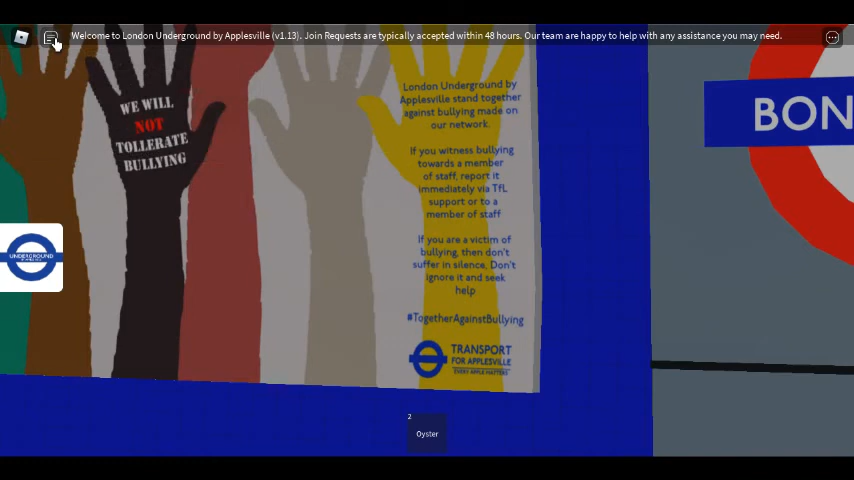 Welcome to London Underground by Applesville (v1.13). Join Requests are typically accepted within 48 hours. Our team are happy to help with any assistance you may need.
WE WILL
NOT
TOLLERATE
BULLYING
London Underground by
Applesville stand together
against bullying made on
our network.
If you witness bullying
towards a member
of staff, report it
immediately via TfL
support or to a
member of staff
If you are a victim of
bullying, then don't
suffer in silence. Don't
ignore it and seek
help
#TogetherAgainstBullying
TRANSPORT
FOR APPLESVILLE
EVERY APPLE MATTERS
BON
UNDERGROUND
2
Oyster